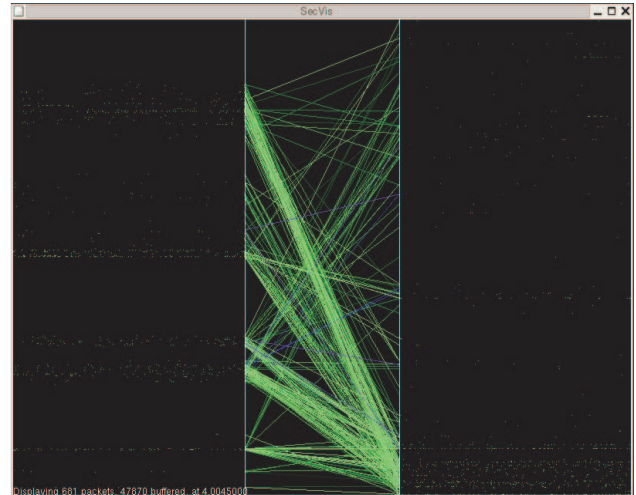 SecVis
Displaying 681 packets, 47870 buffered, at 4.0045000